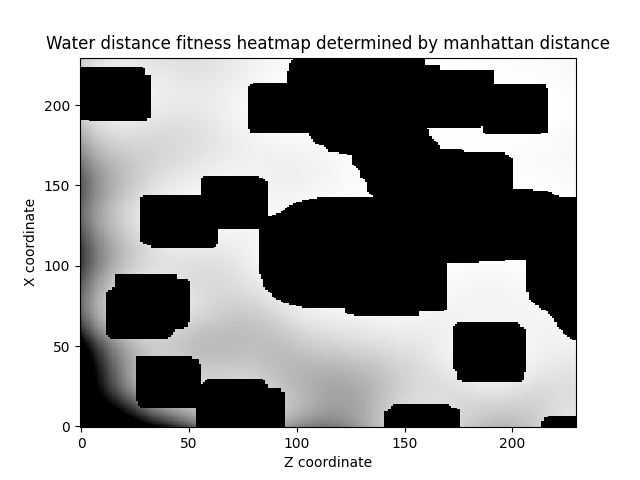 Water distance fitness heatmap determined by manhattan distance
200
150
100
50
0
X coordinate
0 50 100 150 200
Z coordinate